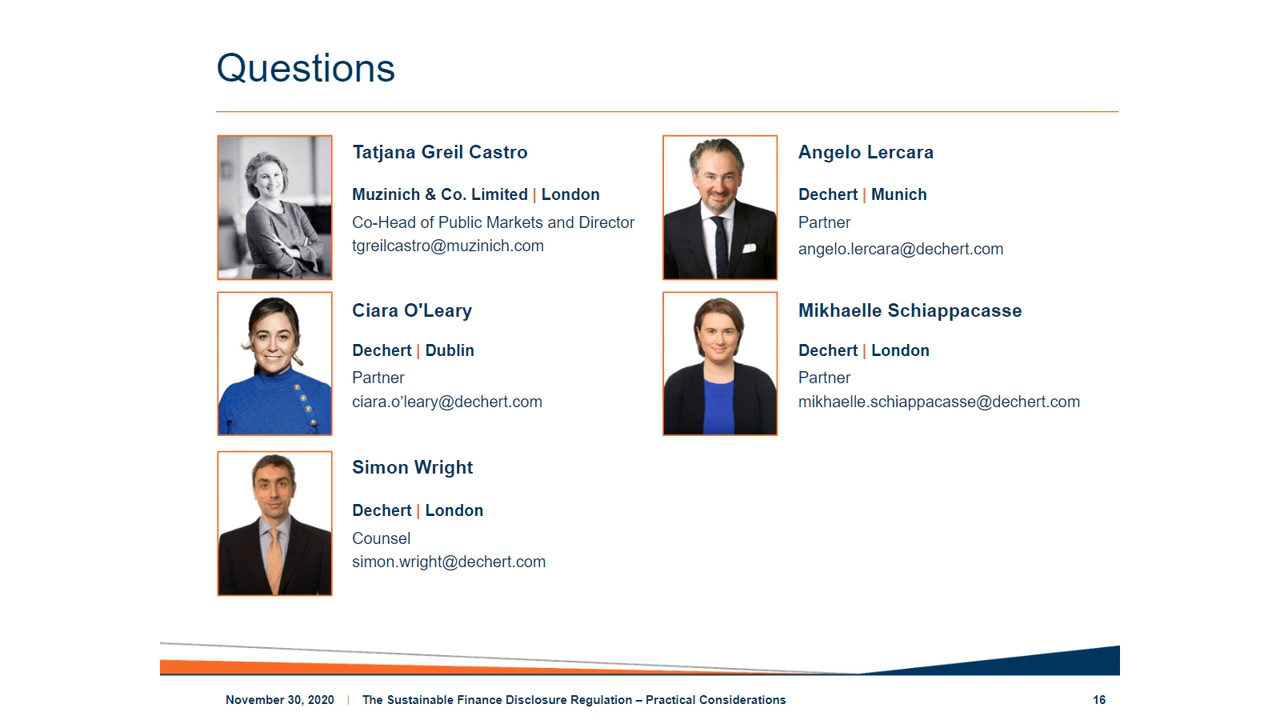 Questions
Tatjana Greil Castro
Muzinich & Co. Limited | London
Co-Head of Public Markets and Director
tgreilcastro@muzinich.com
Angelo Lercara
Dechert | Munich
Partner
angelo.lercara@dechert.com
Ciara O'Leary
Dechert | Dublin
Partner
ciara.o’leary@dechert.com
Mikhaelle Schiappacasse
Dechert | London
Partner
mikhaelle.schiappacasse@dechert.com
Simon Wright
Dechert | London
Counsel
simon.wright@dechert.com
November 30, 2020 | The Sustainable Finance Disclosure Regulation – Practical Considerations 16